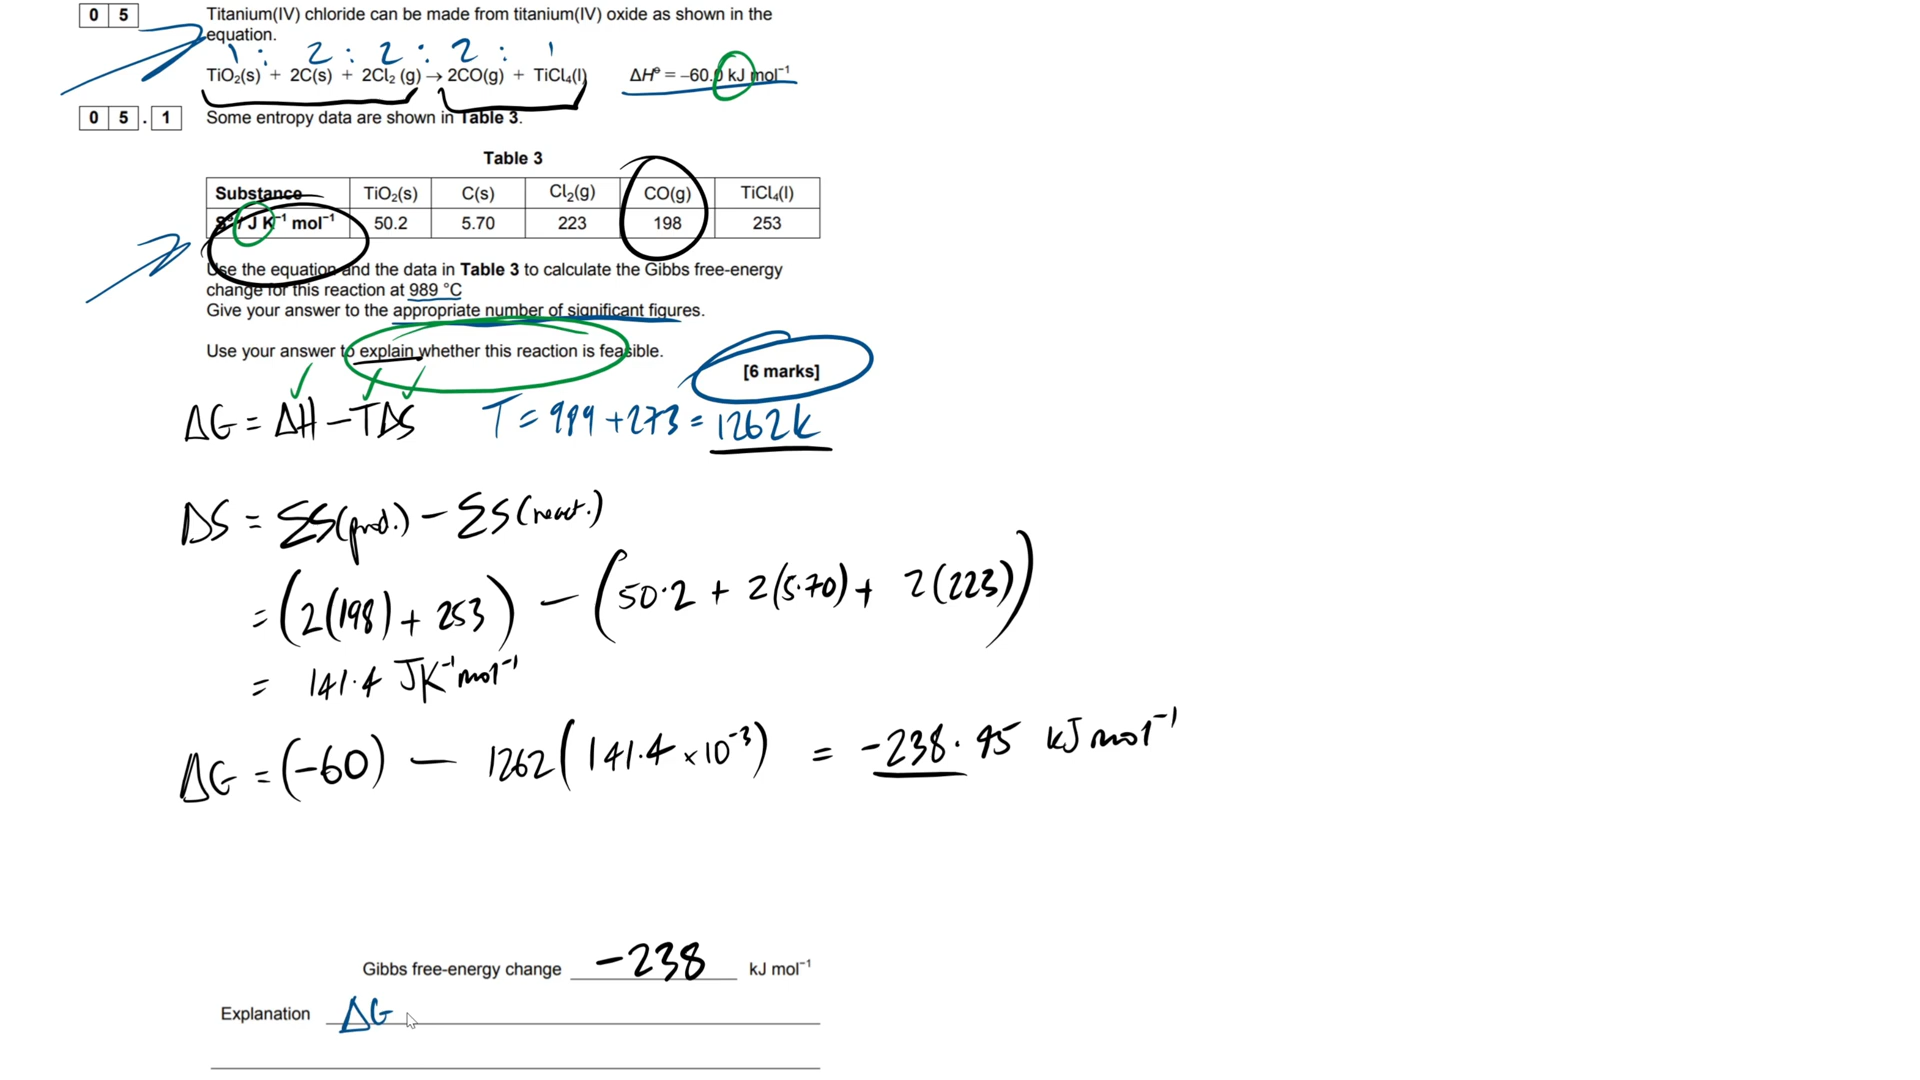 0 5 Titanium(IV) chloride can be made from titanium(IV) oxide as shown in the
equation.
1 : 2 : 2 : 2 : 1
TiO₂(s) + 2C(s) + 2Cl₂ (g) → 2CO(g) + TiCl₄(l) ΔH⦵ = –60.0 kJ mol⁻¹
0 5 . 1 Some entropy data are shown in Table 3.
Table 3
Substance TiO₂(s) C(s) Cl₂(g) CO(g) TiCl₄(l)
S⦵ / J K⁻¹ mol⁻¹ 50.2 5.70 223 198 253
Use the equation and the data in Table 3 to calculate the Gibbs free-energy
change for this reaction at 989 °C
Give your answer to the appropriate number of significant figures.
Use your answer to explain whether this reaction is feasible.
[6 marks]
ΔG = ΔH – TΔS T = 989 + 273 = 1262 K
ΔS = ΣS(prod.) – ΣS(react.)
= (2(198) + 253) – (50.2 + 2(5.70) + 2(223))
= 141.4 JK⁻¹mol⁻¹
ΔG = (–60) – 1262(141.4 × 10⁻³) = –238.45 kJ mol⁻¹
Gibbs free-energy change –238 kJ mol⁻¹
Explanation ΔG